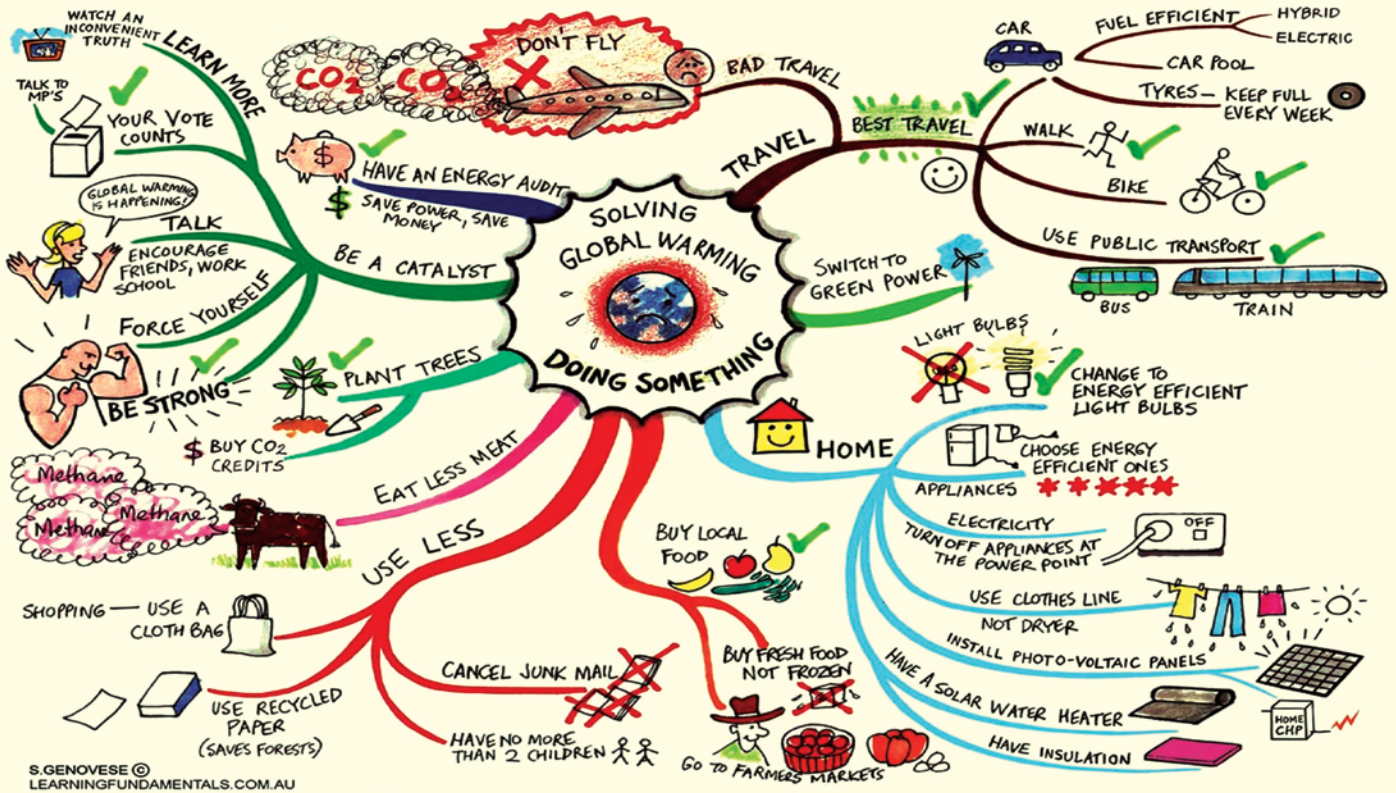 SOLVING
GLOBAL WARMING
DOING SOMETHING
TRAVEL
BAD TRAVEL
DON'T FLY
CO2
CO2
BEST TRAVEL
CAR
FUEL EFFICIENT
HYBRID
ELECTRIC
CAR POOL
TYRES — KEEP FULL
EVERY WEEK
WALK
BIKE
USE PUBLIC TRANSPORT
BUS
TRAIN
SWITCH TO
GREEN POWER
HOME
LIGHT BULBS
CHANGE TO
ENERGY EFFICIENT
LIGHT BULBS
APPLIANCES
CHOOSE ENERGY
EFFICIENT ONES
ELECTRICITY
TURN OFF APPLIANCES AT
THE POWER POINT
OFF
USE CLOTHES LINE
NOT DRYER
INSTALL PHOTO-VOLTAIC PANELS
HOME
CHP
HAVE A SOLAR WATER HEATER
HAVE INSULATION
BUY LOCAL
FOOD
BUY FRESH FOOD
NOT FROZEN
GO TO FARMERS MARKETS
USE LESS
SHOPPING — USE A
CLOTH BAG
USE RECYCLED
PAPER
(SAVES FORESTS)
CANCEL JUNK MAIL
HAVE NO MORE
THAN 2 CHILDREN
EAT LESS MEAT
Methane
Methane
Methane
PLANT TREES
$ BUY CO2
CREDITS
BE A CATALYST
LEARN MORE
WATCH AN
INCONVENIENT
TRUTH
TALK TO
MP'S
YOUR VOTE
COUNTS
GLOBAL WARMING
IS HAPPENING!
TALK
ENCOURAGE
FRIENDS, WORK
SCHOOL
FORCE YOURSELF
BE STRONG
$
HAVE AN ENERGY AUDIT
$ SAVE POWER, SAVE
MONEY
S.GENOVESE ©
LEARNINGFUNDAMENTALS.COM.AU